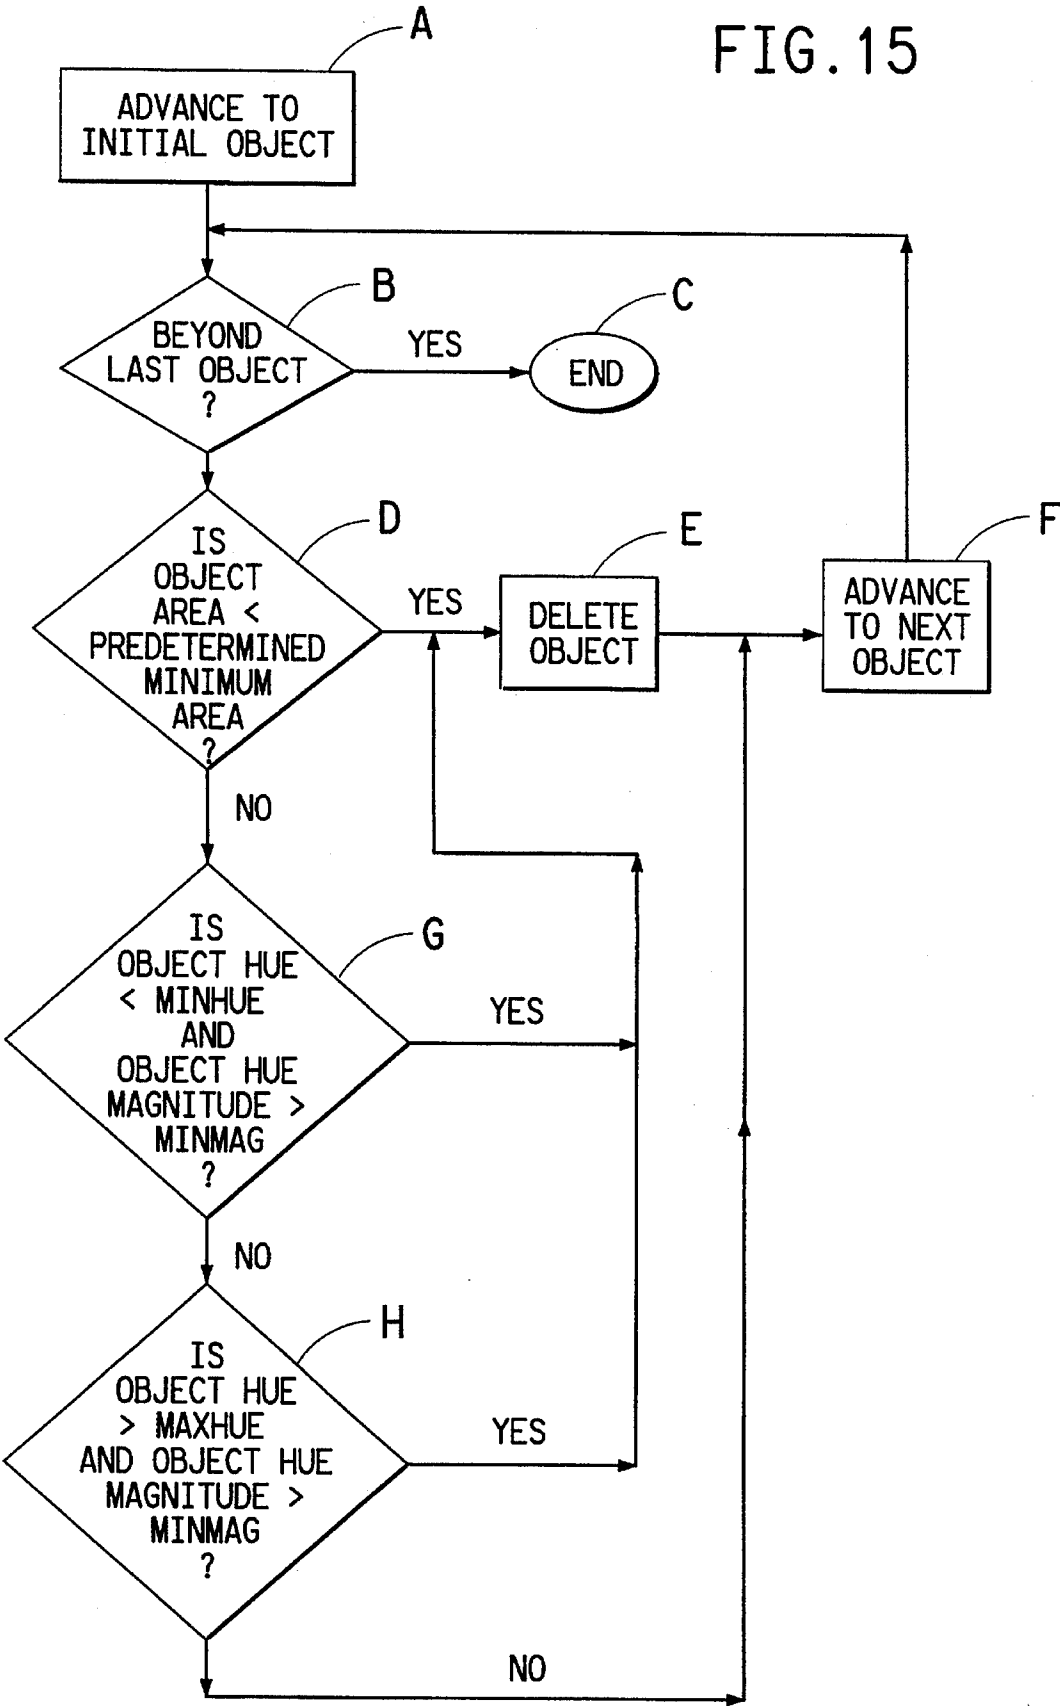 A
FIG.15
ADVANCE TO
INITIAL OBJECT
B
C
BEYOND
LAST OBJECT
?
YES
END
D
E
F
IS
OBJECT
AREA <
PREDETERMINED
MINIMUM
AREA
?
YES
DELETE
OBJECT
ADVANCE
TO NEXT
OBJECT
NO
G
IS
OBJECT HUE
< MINHUE
AND
OBJECT HUE
MAGNITUDE >
MINMAG
?
YES
NO
H
IS
OBJECT HUE
> MAXHUE
AND OBJECT HUE
MAGNITUDE >
MINMAG
?
YES
NO